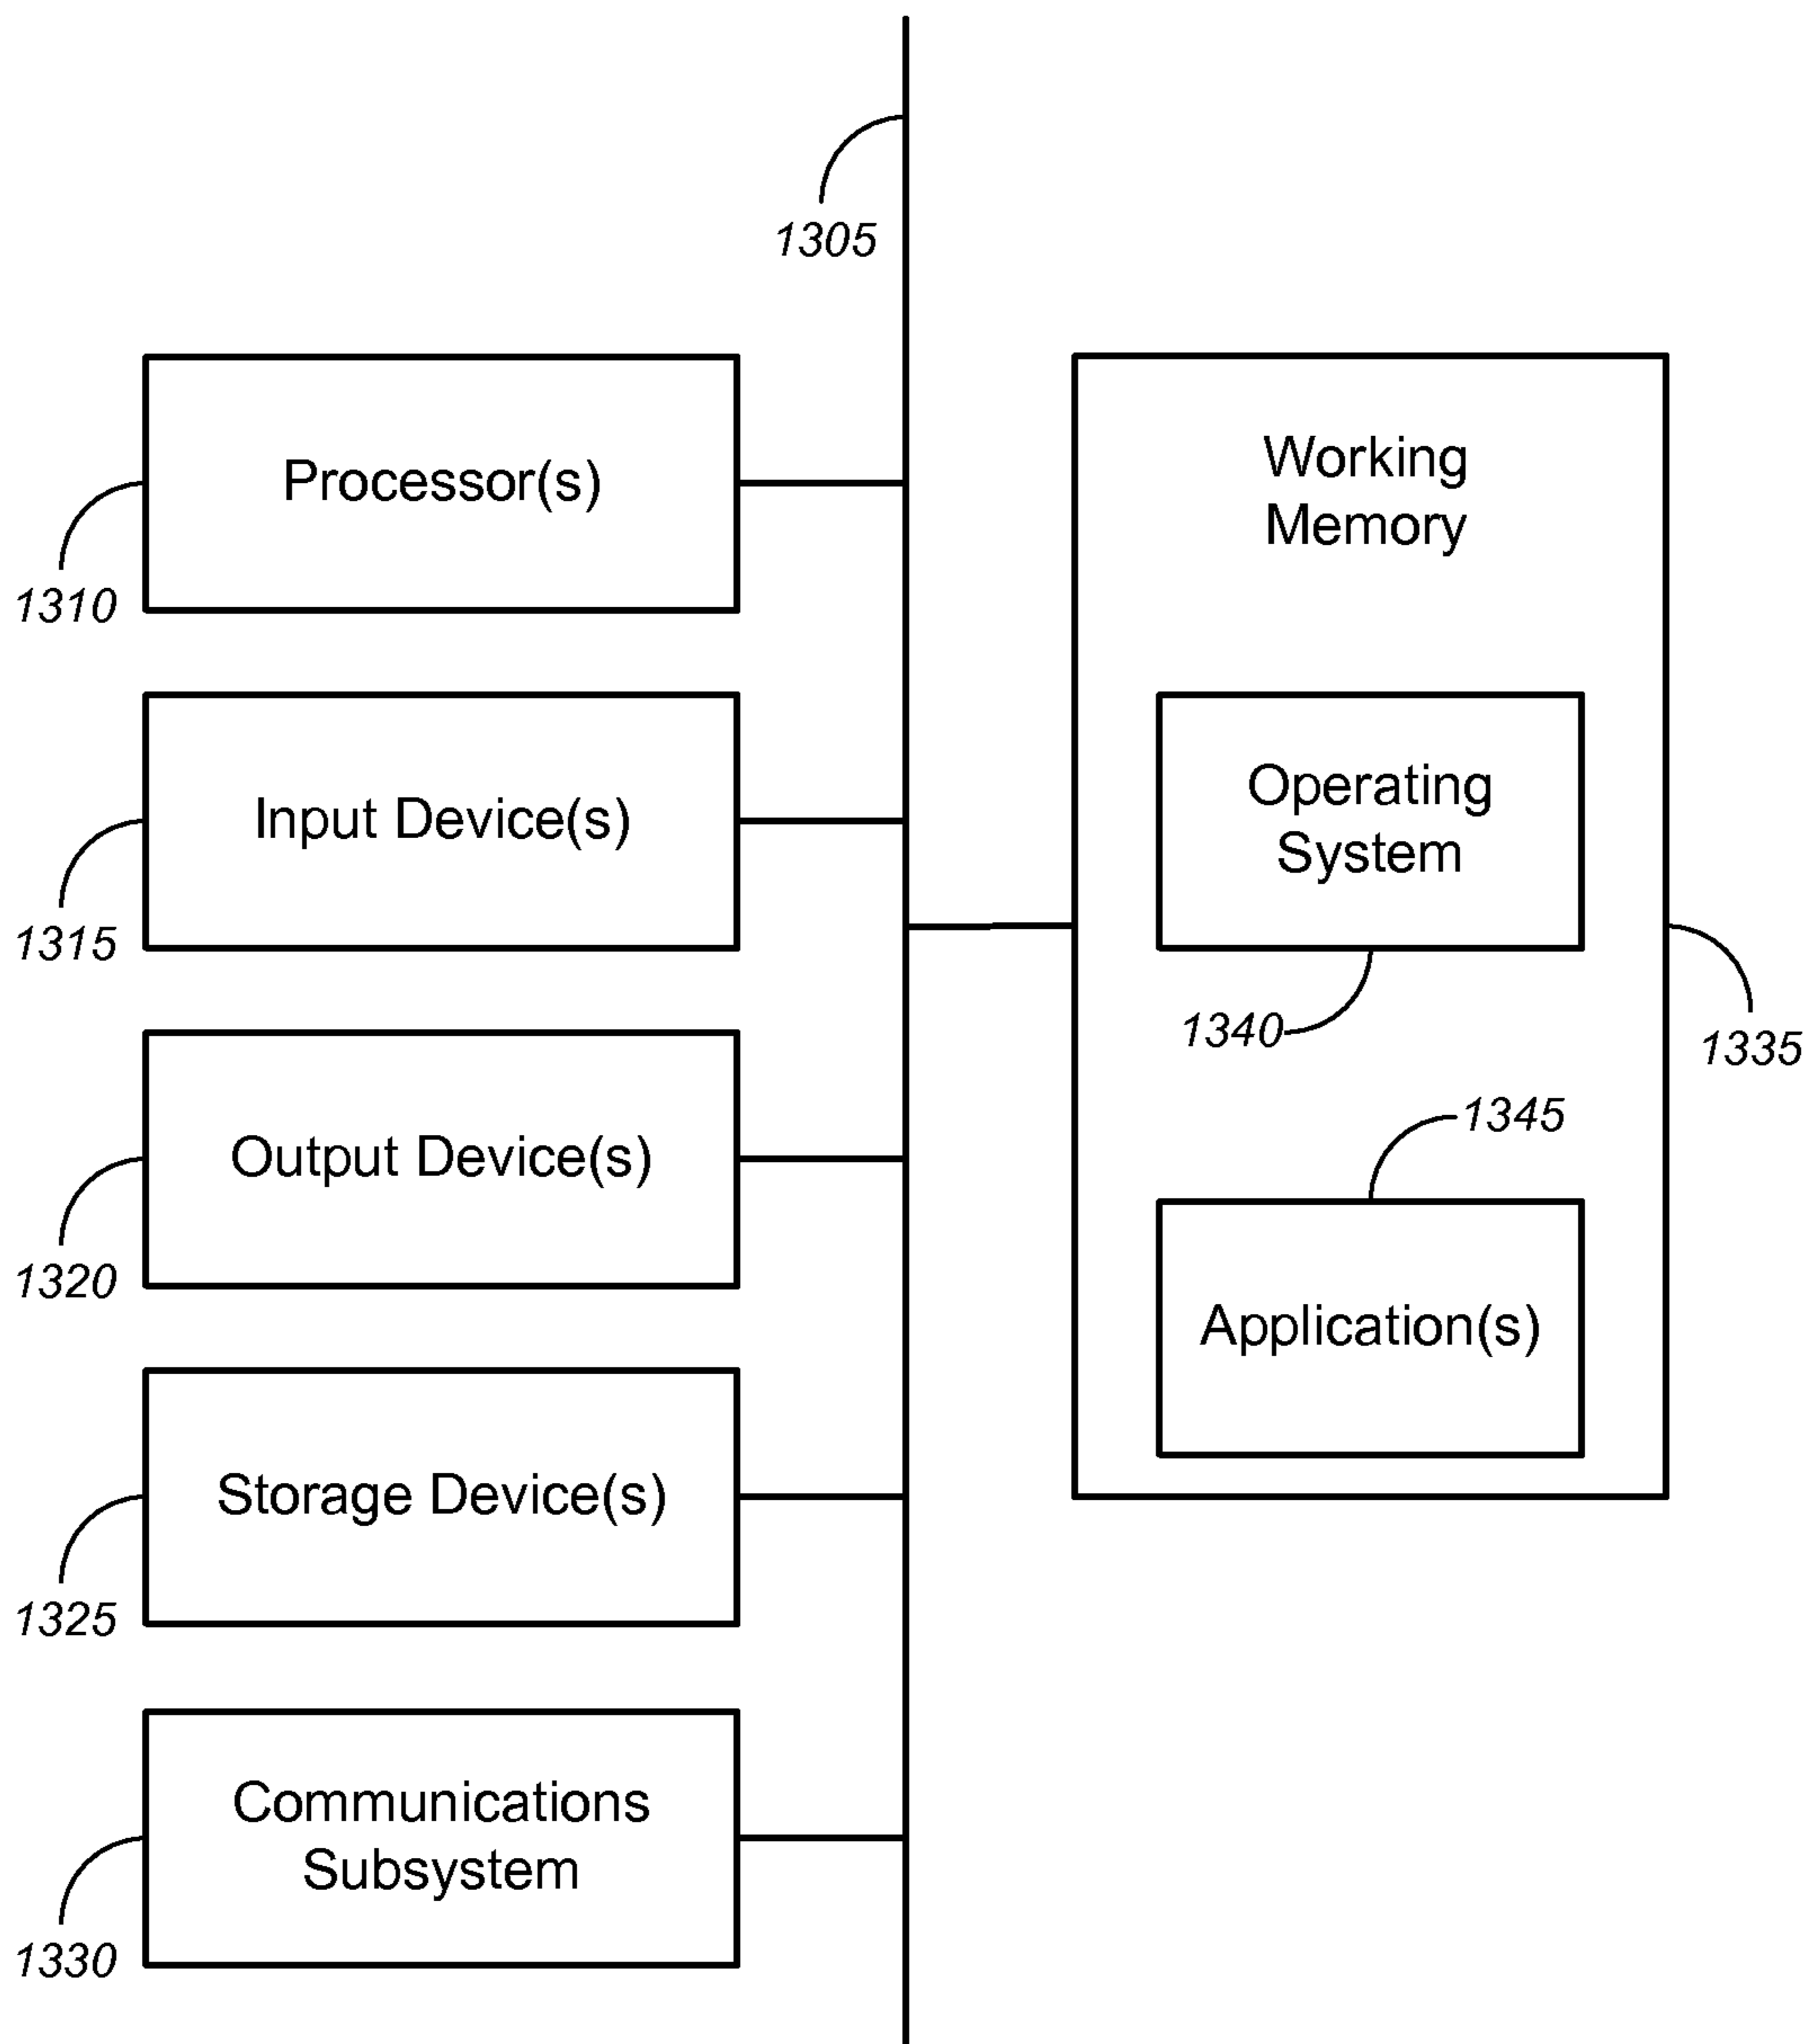 1305
Processor(s)
1310
Input Device(s)
1315
Output Device(s)
1320
Storage Device(s)
1325
Communications
Subsystem
1330
Working
Memory
Operating
System
1340
1335
1345
Application(s)